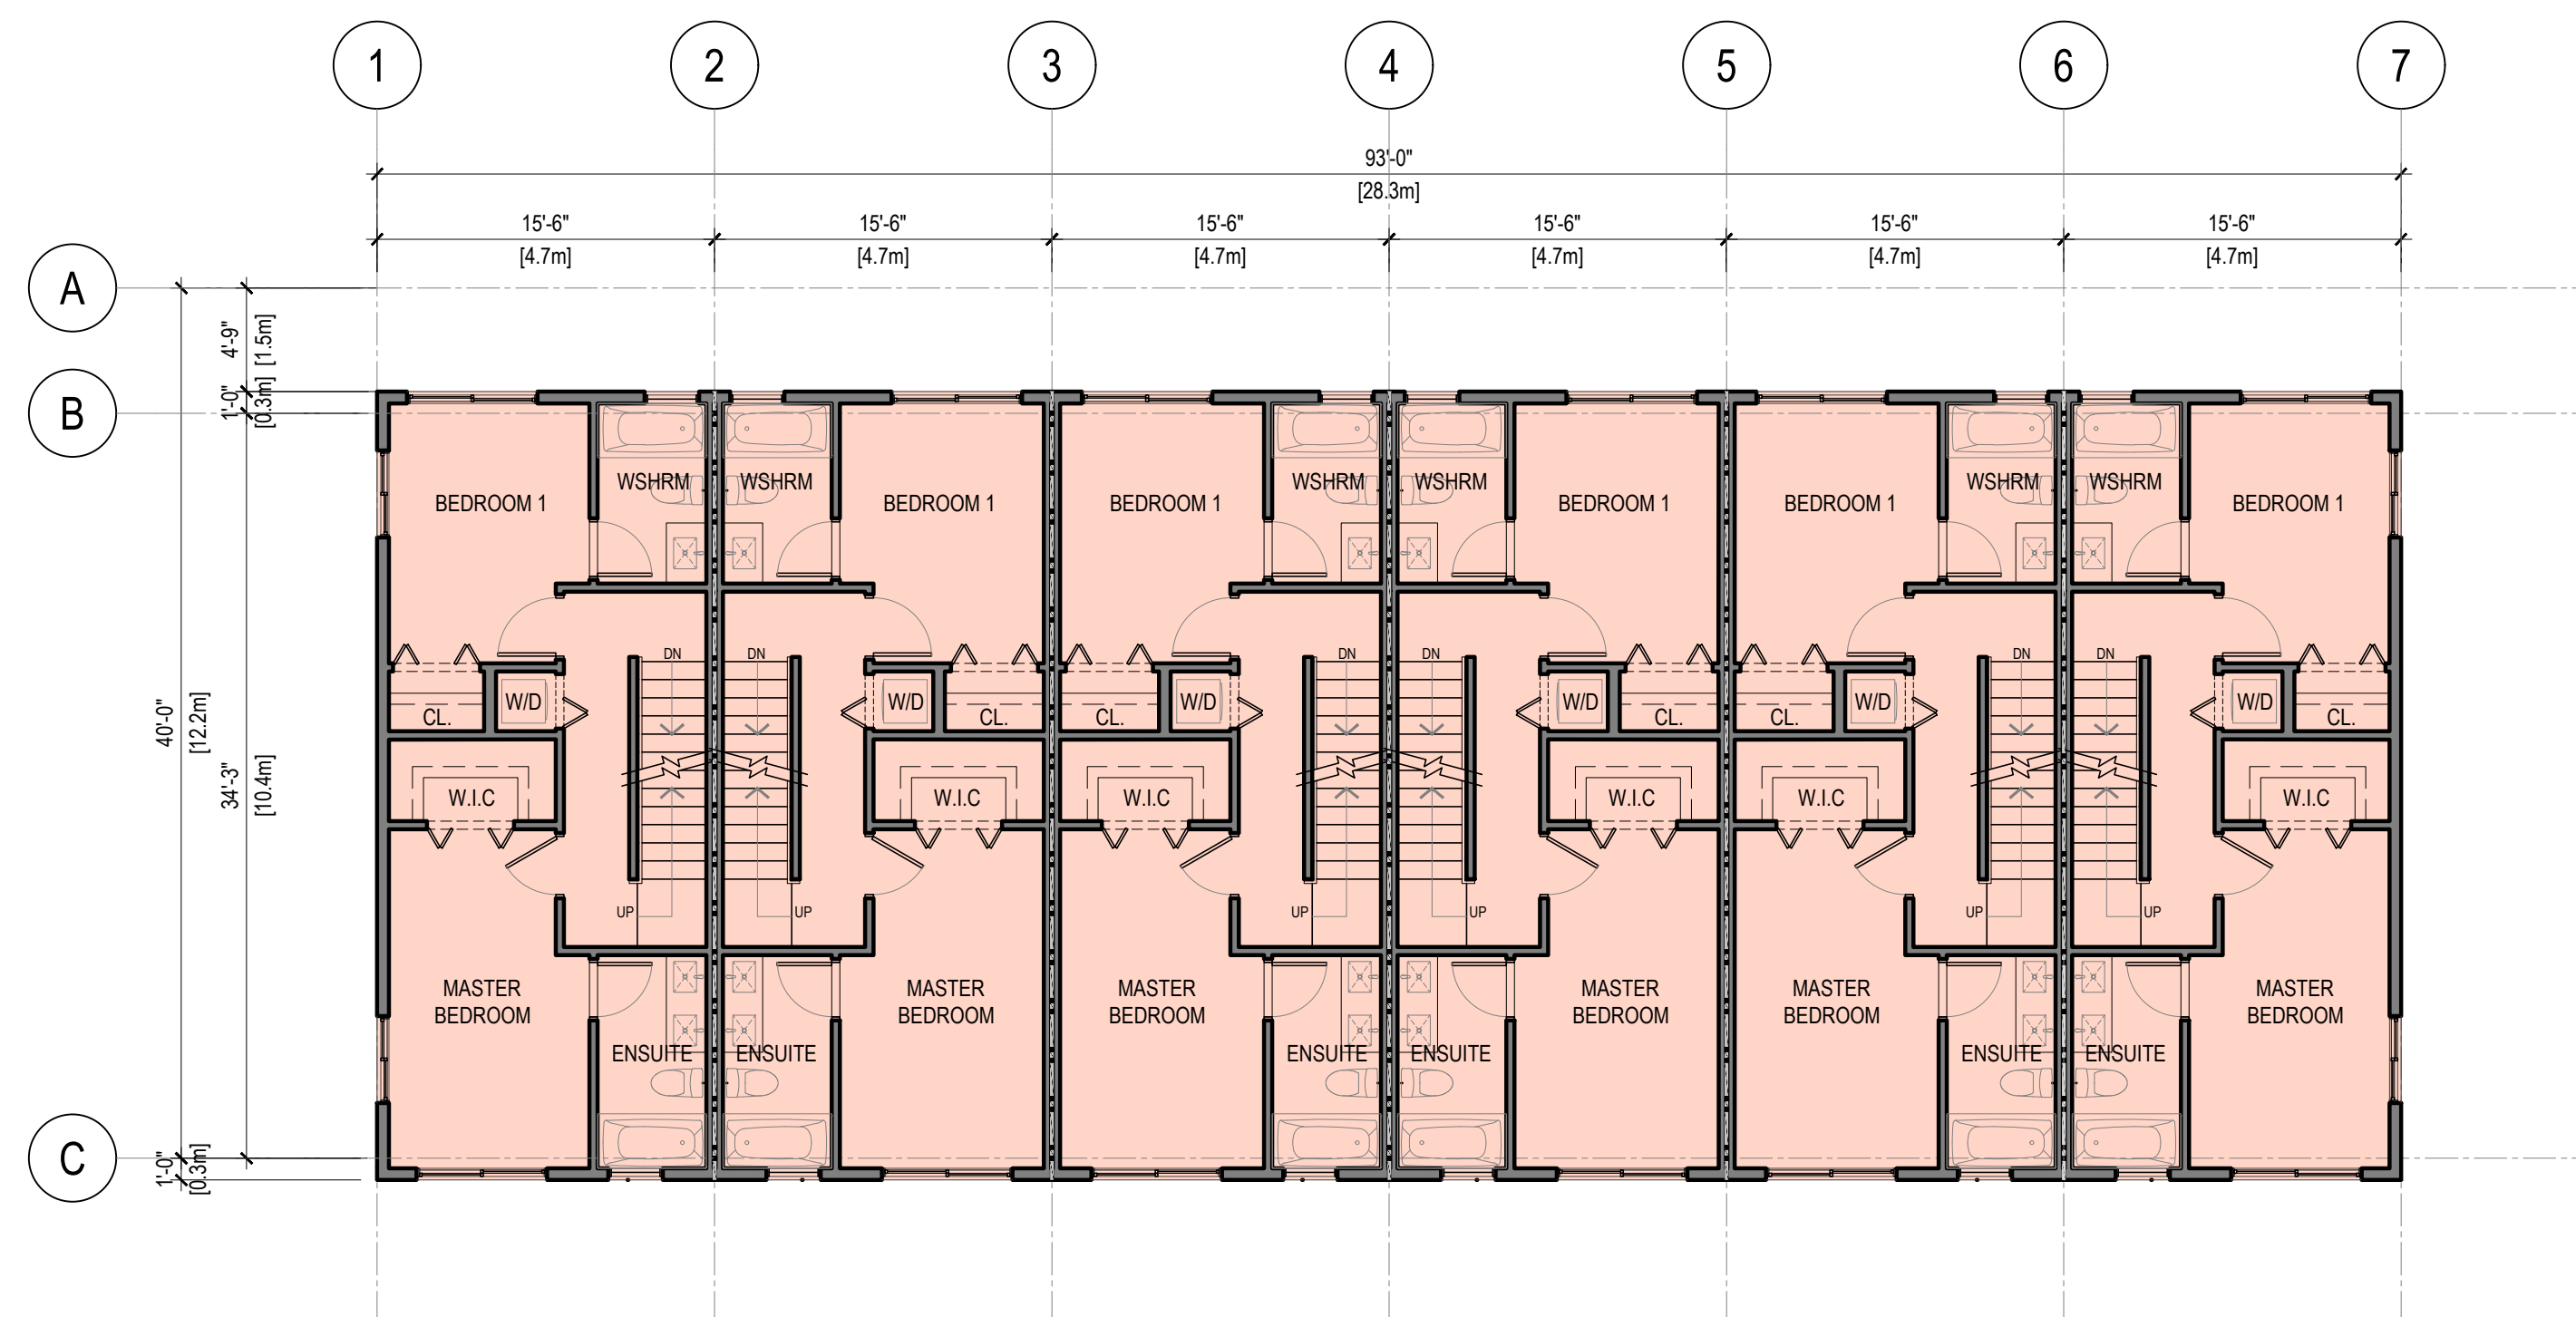 1 2 3 4 5 6 7
93'-0"
[28.3m]
15'-6" 15'-6" 15'-6" 15'-6" 15'-6" 15'-6"
[4.7m] [4.7m] [4.7m] [4.7m] [4.7m] [4.7m]
A
4'-9" [1.5m]
B
1'-0" [0.3m]
WSHRM WSHRM WSHRM WSHRM WSHRM WSHRM
BEDROOM 1 BEDROOM 1 BEDROOM 1 BEDROOM 1 BEDROOM 1 BEDROOM 1
DN DN DN DN DN DN
W/D W/D W/D W/D W/D W/D
CL. CL. CL. CL. CL. CL.
40'-0" [12.2m]
34'-3" [10.4m]
W.I.C W.I.C W.I.C W.I.C W.I.C W.I.C
UP UP UP UP UP UP
MASTER MASTER MASTER MASTER MASTER MASTER
BEDROOM BEDROOM BEDROOM BEDROOM BEDROOM BEDROOM
ENSUITE ENSUITE ENSUITE ENSUITE ENSUITE ENSUITE
C
1'-0" [0.3m]